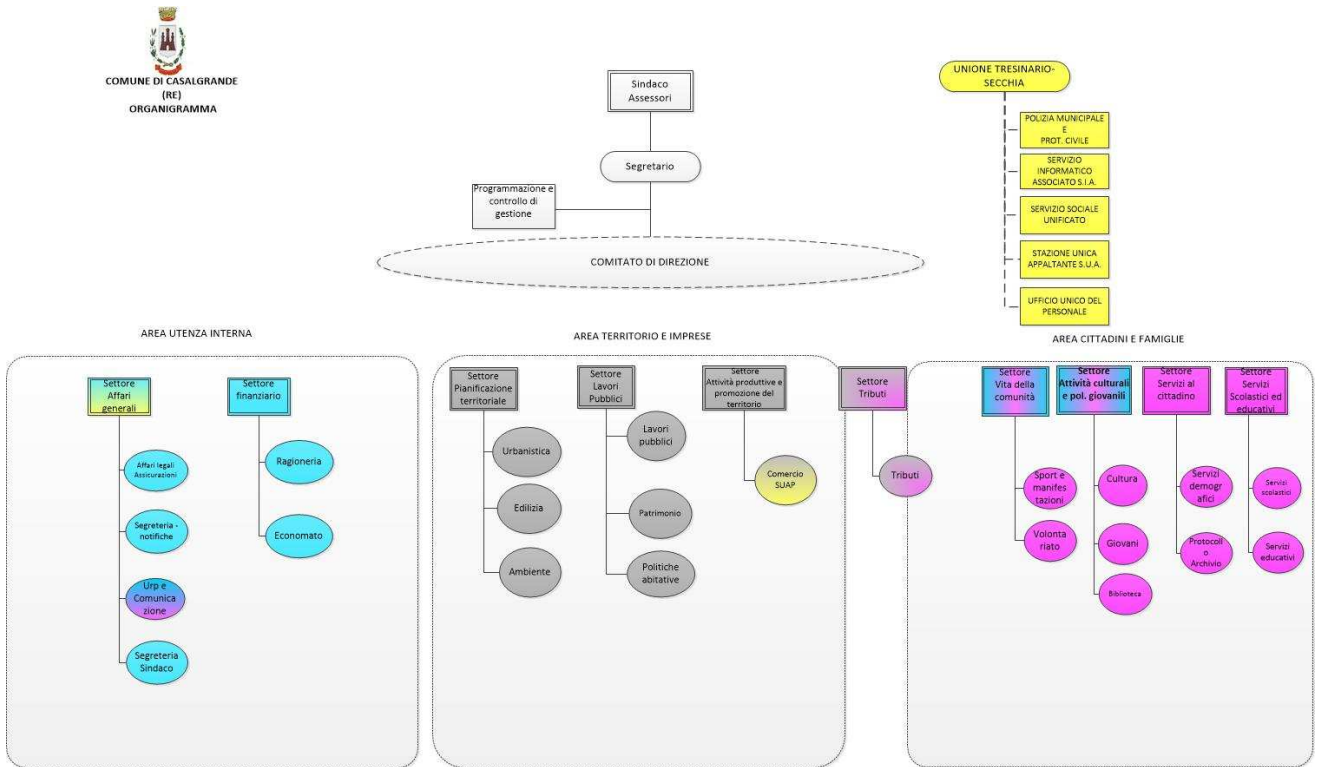 COMUNE DI CASALGRANDE
(RE)
ORGANIGRAMMA
Sindaco
Assessori
Segretario
Programmazione e
controllo di
gestione
COMITATO DI DIREZIONE
UNIONE TRESINARIO-
SECCHIA
POLIZIA MUNICIPALE
E
PROT. CIVILE
SERVIZIO
INFORMATICO
ASSOCIATO S.I.A.
SERVIZIO SOCIALE
UNIFICATO
STAZIONE UNICA
APPALTANTE S.U.A.
UFFICIO UNICO DEL
PERSONALE
AREA UTENZA INTERNA
Settore
Affari
generali
Affari legali
Assicurazioni
Segreteria -
notifiche
Urp e
Comunica
zione
Segreteria
Sindaco
Settore
finanziario
Ragioneria
Economato
AREA TERRITORIO E IMPRESE
Settore
Pianificazione
territoriale
Urbanistica
Edilizia
Ambiente
Settore
Lavori
Pubblici
Lavori
pubblici
Patrimonio
Politiche
abitative
Settore
Attività produttive e
promozione del
territorio
Comercio
SUAP
Settore
Tributi
Tributi
AREA CITTADINI E FAMIGLIE
Settore
Vita della
comunità
Sport e
manifes
tazioni
Volonta
riato
Settore
Attività culturali
e pol. giovanili
Cultura
Giovani
Biblioteca
Settore
Servizi al
cittadino
Servizi
demogr
afici
Protocoll
o
Archivio
Settore
Servizi
Scolastici ed
educativi
Servizi
scolastici
Servizi
educativi